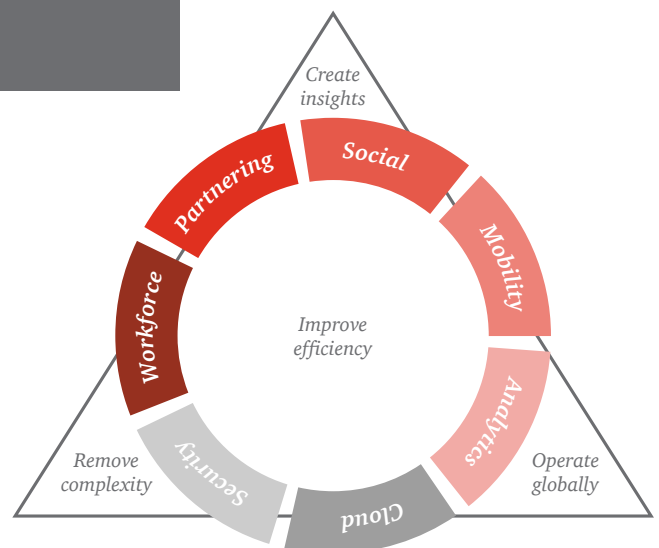 Create
insights
Partnering
Social
Mobility
Workforce
Improve
efficiency
Analytics
Remove
complexity
Security
Operate
globally
Cloud